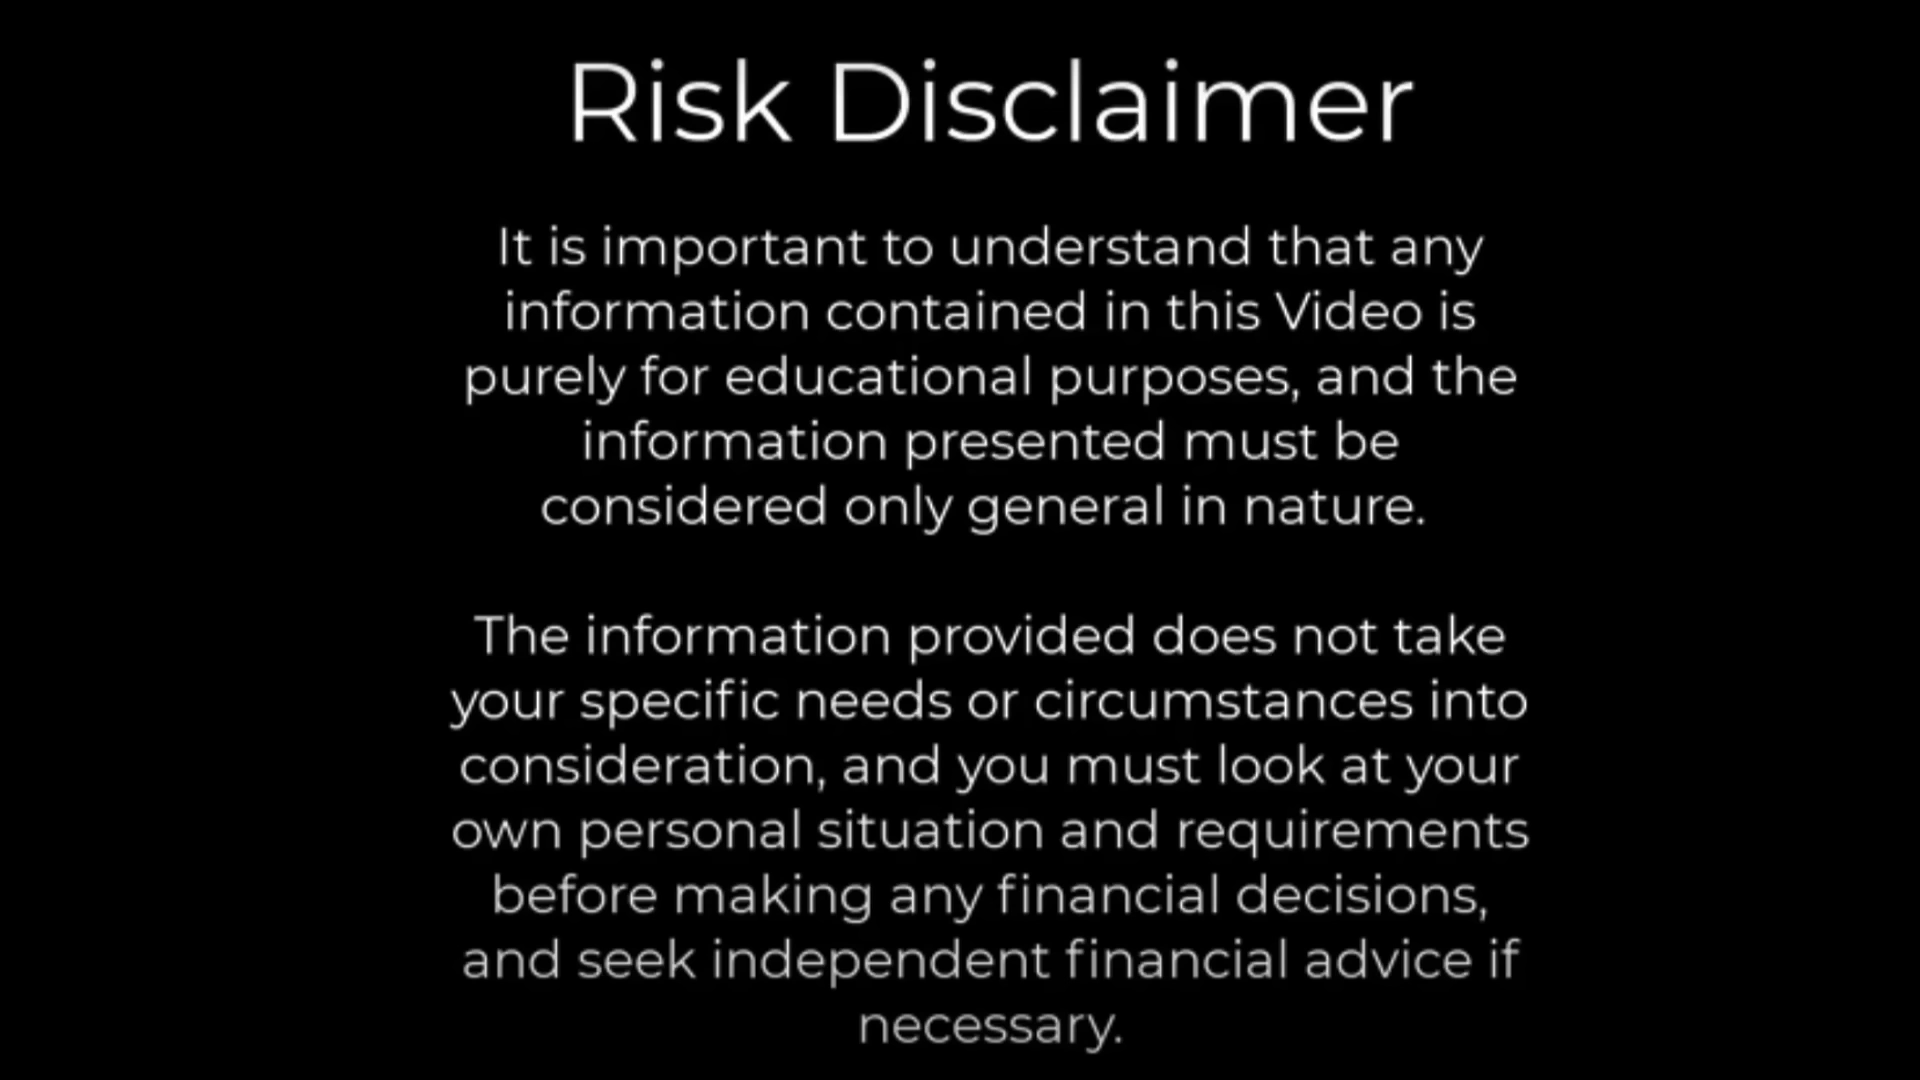 Risk Disclaimer
It is important to understand that any
information contained in this Video is
purely for educational purposes, and the
information presented must be
considered only general in nature.
The information provided does not take
your specific needs or circumstances into
consideration, and you must look at your
own personal situation and requirements
before making any financial decisions,
and seek independent financial advice if
necessary.